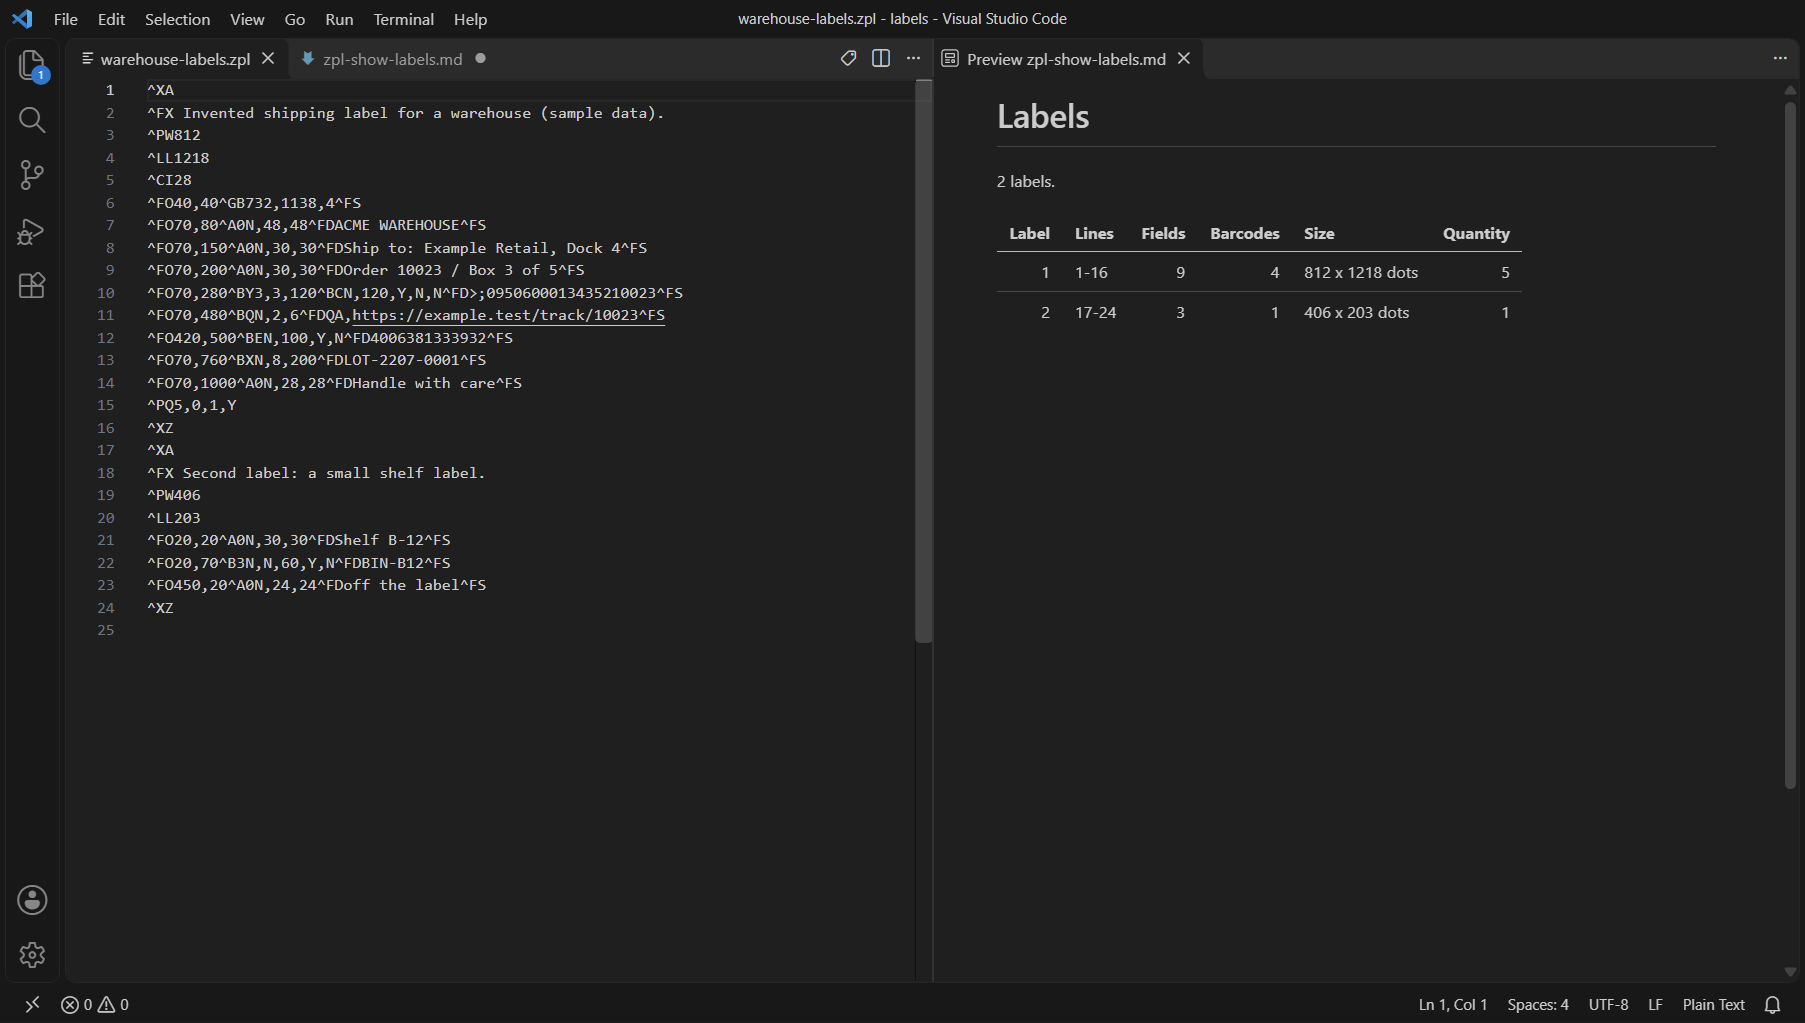 File Edit Selection View Go Run Terminal Help
warehouse-labels.zpl - labels - Visual Studio Code
warehouse-labels.zpl
zpl-show-labels.md
Preview zpl-show-labels.md
1
1 ^XA
2 ^FX Invented shipping label for a warehouse (sample data).
3 ^PW812
4 ^LL1218
5 ^CI28
6 ^FO40,40^GB732,1138,4^FS
7 ^FO70,80^A0N,48,48^FDACME WAREHOUSE^FS
8 ^FO70,150^A0N,30,30^FDShip to: Example Retail, Dock 4^FS
9 ^FO70,200^A0N,30,30^FDOrder 10023 / Box 3 of 5^FS
10 ^FO70,280^BY3,3,120^BCN,120,Y,N,N^FD>;0950600013435210023^FS
11 ^FO70,480^BQN,2,6^FDQA,https://example.test/track/10023^FS
12 ^FO420,500^BEN,100,Y,N^FD4006381333932^FS
13 ^FO70,760^BXN,8,200^FDLOT-2207-0001^FS
14 ^FO70,1000^A0N,28,28^FDHandle with care^FS
15 ^PQ5,0,1,Y
16 ^XZ
17 ^XA
18 ^FX Second label: a small shelf label.
19 ^PW406
20 ^LL203
21 ^FO20,20^A0N,30,30^FDShelf B-12^FS
22 ^FO20,70^B3N,N,60,Y,N^FDBIN-B12^FS
23 ^FO450,20^A0N,24,24^FDoff the label^FS
24 ^XZ
25
Labels
2 labels.
Label Lines Fields Barcodes Size Quantity
1 1-16 9 4 812 x 1218 dots 5
2 17-24 3 1 406 x 203 dots 1
0 0
Ln 1, Col 1 Spaces: 4 UTF-8 LF Plain Text